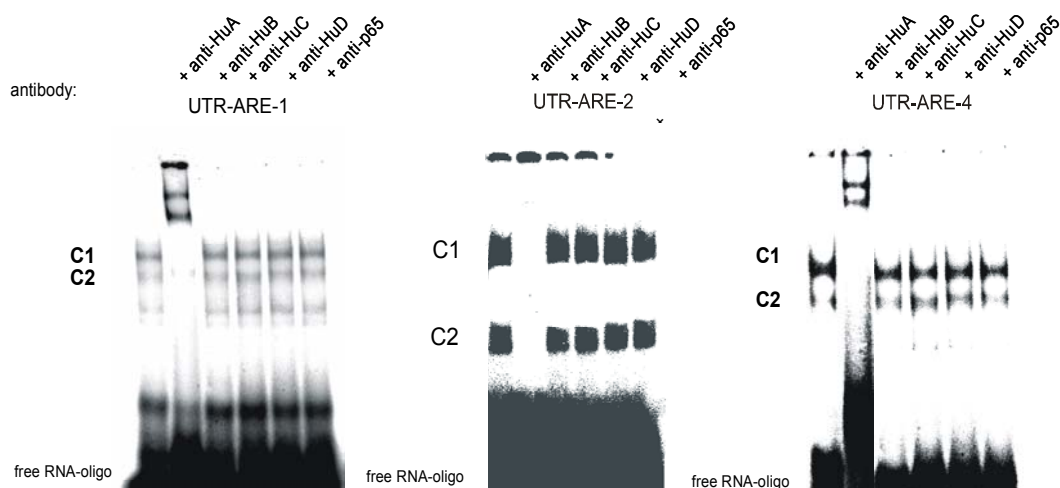 + anti-HuA
+ anti-HuB
+ anti-HuC
+ anti-HuD
+ anti-p65
+ anti-HuA
+ anti-HuB
+ anti-HuC
+ anti-HuD
+ anti-p65
+ anti-HuA
+ anti-HuB
+ anti-HuC
+ anti-HuD
+ anti-p65
antibody:
UTR-ARE-1
UTR-ARE-2
UTR-ARE-4
C1
C2
C1
C2
C1
C2
free RNA-oligo
free RNA-oligo
free RNA-oligo